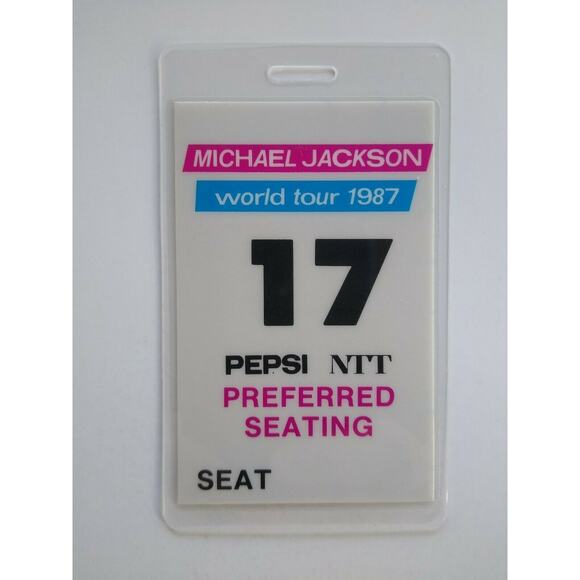 MICHAEL JACKSON
world tour 1987
17
PEPSI NTT
PREFERRED
SEATING
SEAT